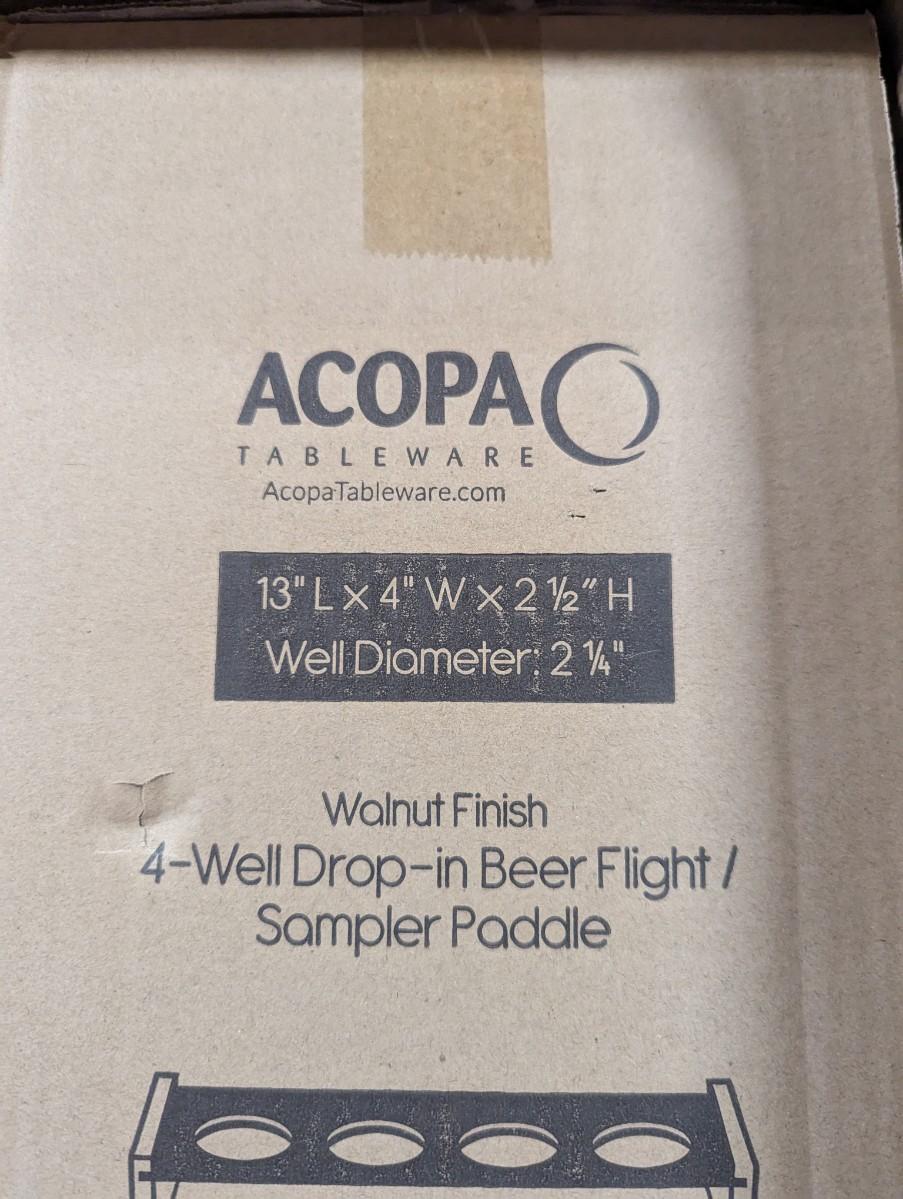 ACOPA
TABLEWARE
AcopaTableware.com
13" L x 4" W x 2 ½" H
Well Diameter: 2 ¼"
Walnut Finish
4-Well Drop-in Beer Flight /
Sampler Paddle